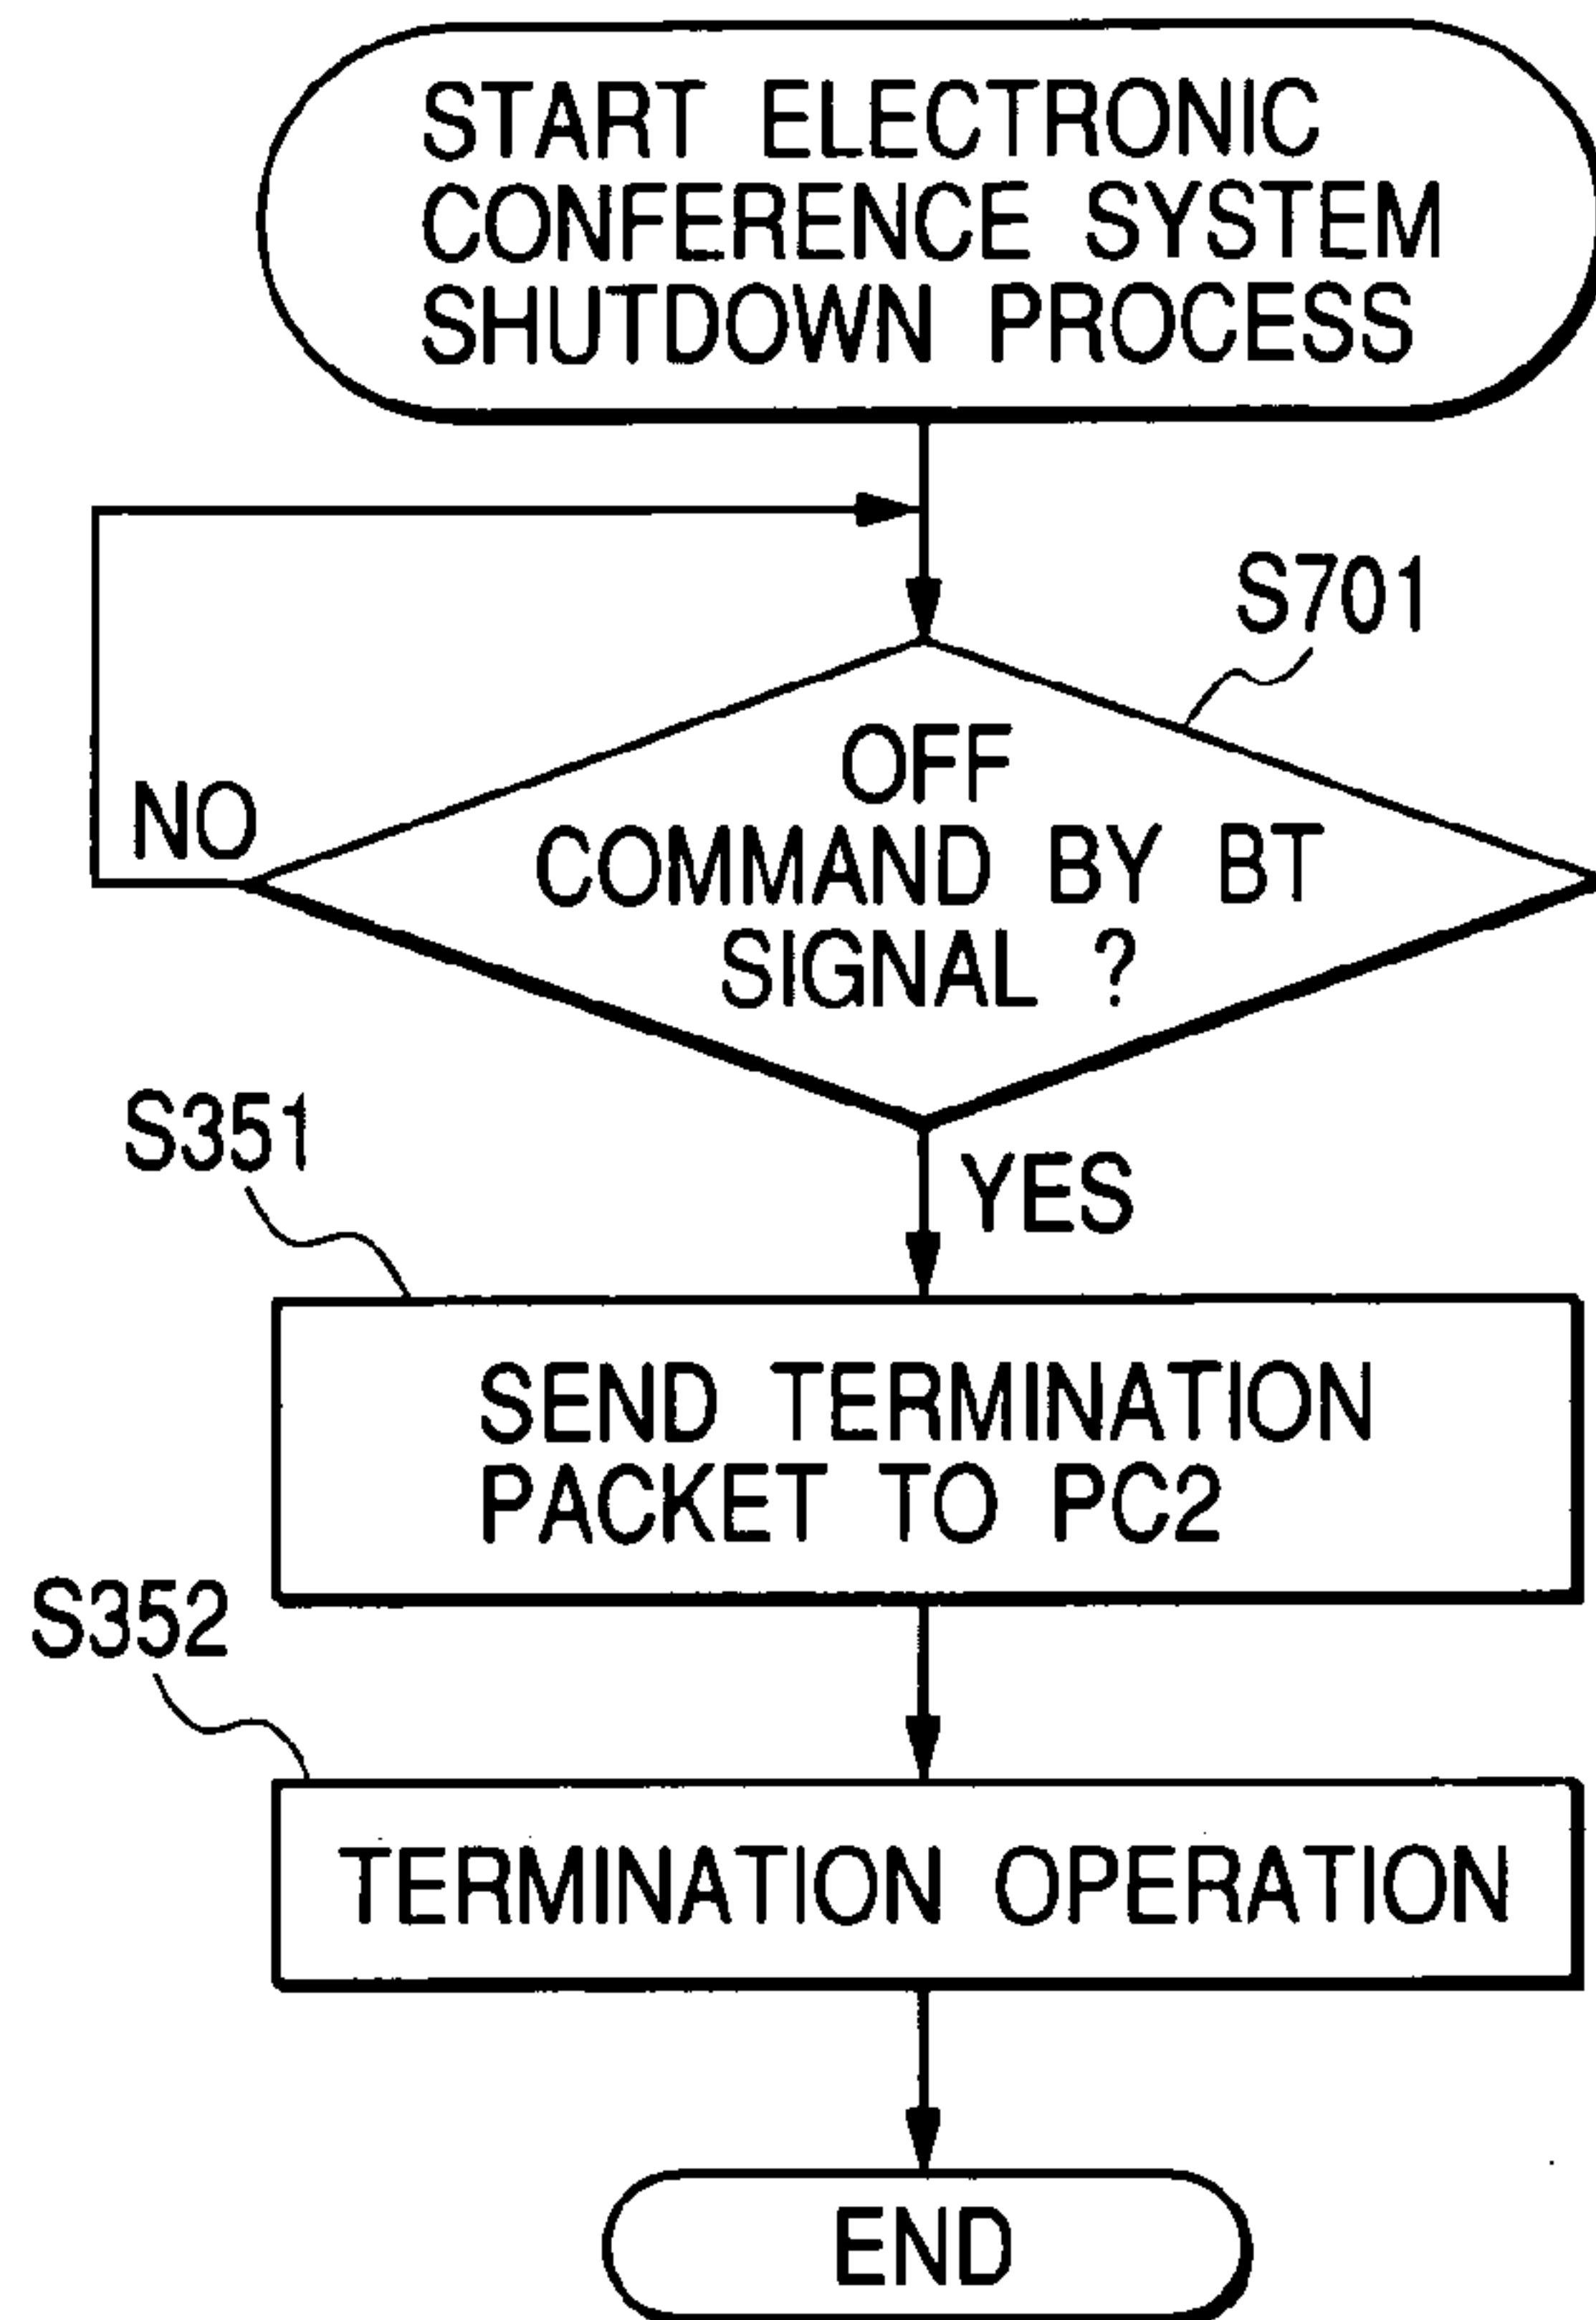 START ELECTRONIC
CONFERENCE SYSTEM
SHUTDOWN PROCESS
S701
OFF
COMMAND BY BT
SIGNAL ?
NO
YES
S351
SEND TERMINATION
PACKET TO PC2
S352
TERMINATION OPERATION
END